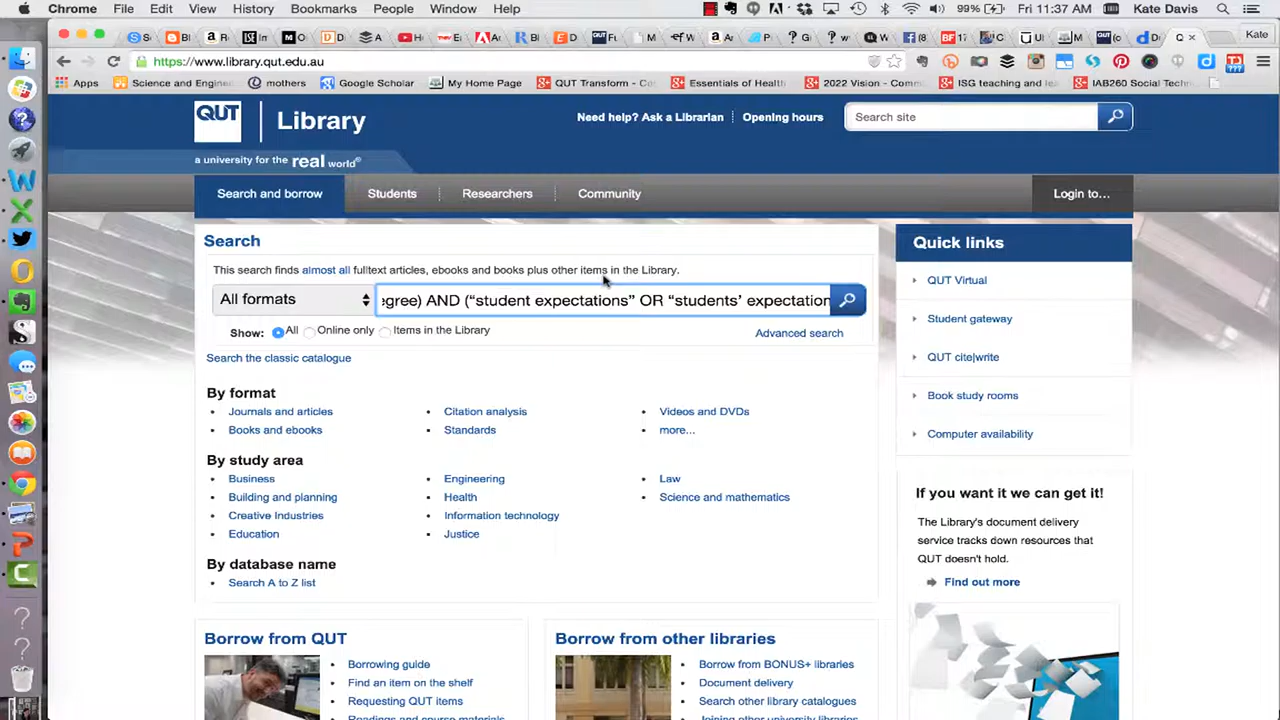 Chrome File Edit View History Bookmarks People Window Help 99% Fri 11:37 AM Kate Davis
Kate
https://www.library.qut.edu.au
Apps Science and Engine mothers Google Scholar My Home Page QUT Transform - Co Essentials of Health 2022 Vision - Comm ISG teaching and le IAB260 Social Techn
QUT Library
Need help? Ask a Librarian Opening hours Search site
a university for the real world
Search and borrow Students Researchers Community Login to...
Search
This search finds almost all fulltext articles, ebooks and books plus other items in the Library.
All formats egree) AND (“student expectations” OR “students’ expectation
Show: All Online only Items in the Library Advanced search
Search the classic catalogue
By format
Journals and articles Citation analysis Videos and DVDs
Books and ebooks Standards more...
By study area
Business Engineering Law
Building and planning Health Science and mathematics
Creative Industries Information technology
Education Justice
By database name
Search A to Z list
Borrow from QUT
Borrowing guide
Find an item on the shelf
Requesting QUT items
Readings and course materials
Borrow from other libraries
Borrow from BONUS+ libraries
Document delivery
Search other library catalogues
Joining other university libraries
Quick links
QUT Virtual
Student gateway
QUT cite|write
Book study rooms
Computer availability
If you want it we can get it!
The Library's document delivery
service tracks down resources that
QUT doesn't hold.
Find out more